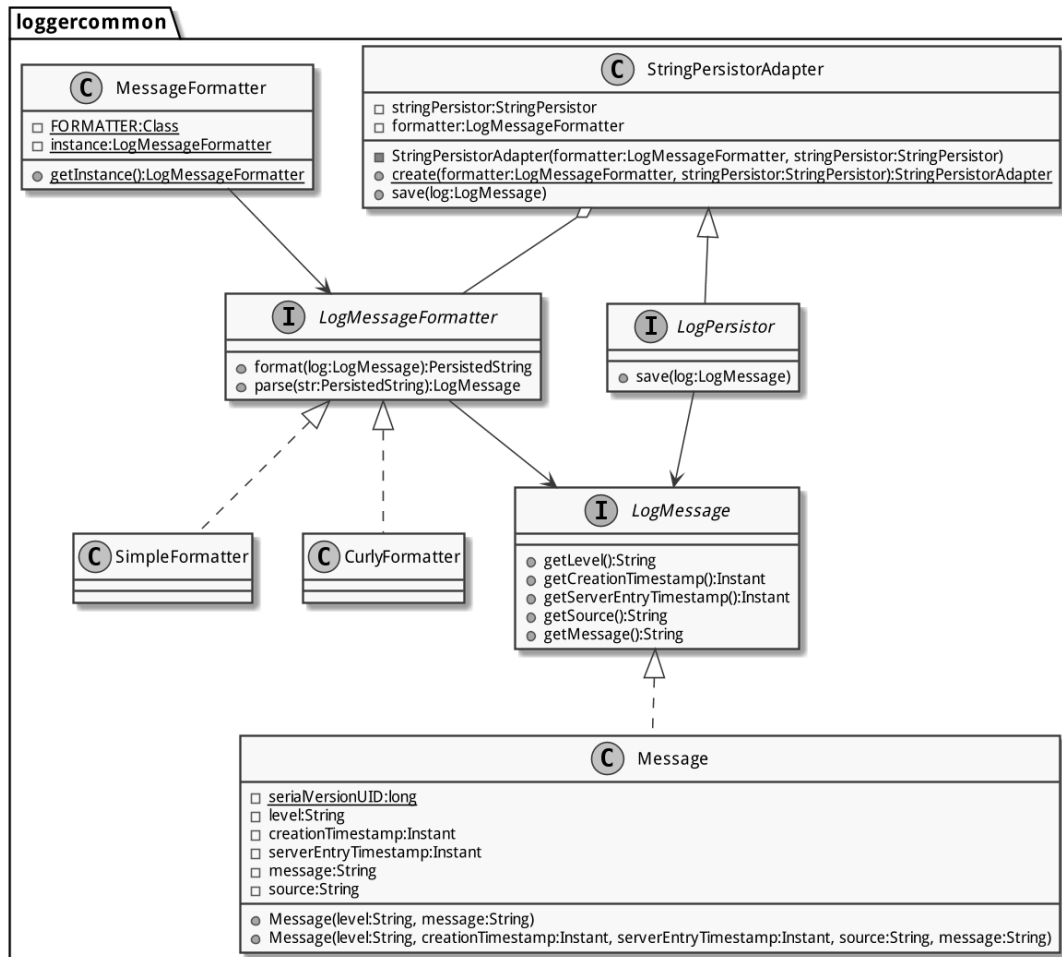 loggercommon
C MessageFormatter
FORMATTER:Class
instance:LogMessageFormatter
getInstance():LogMessageFormatter
C StringPersistorAdapter
stringPersistor:StringPersistor
formatter:LogMessageFormatter
StringPersistorAdapter(formatter:LogMessageFormatter, stringPersistor:StringPersistor)
create(formatter:LogMessageFormatter, stringPersistor:StringPersistor):StringPersistorAdapter
save(log:LogMessage)
I LogMessageFormatter
format(log:LogMessage):PersistedString
parse(str:PersistedString):LogMessage
I LogPersistor
save(log:LogMessage)
C SimpleFormatter
C CurlyFormatter
I LogMessage
getLevel():String
getCreationTimestamp():Instant
getServerEntryTimestamp():Instant
getSource():String
getMessage():String
C Message
serialVersionUID:long
level:String
creationTimestamp:Instant
serverEntryTimestamp:Instant
message:String
source:String
Message(level:String, message:String)
Message(level:String, creationTimestamp:Instant, serverEntryTimestamp:Instant, source:String, message:String)